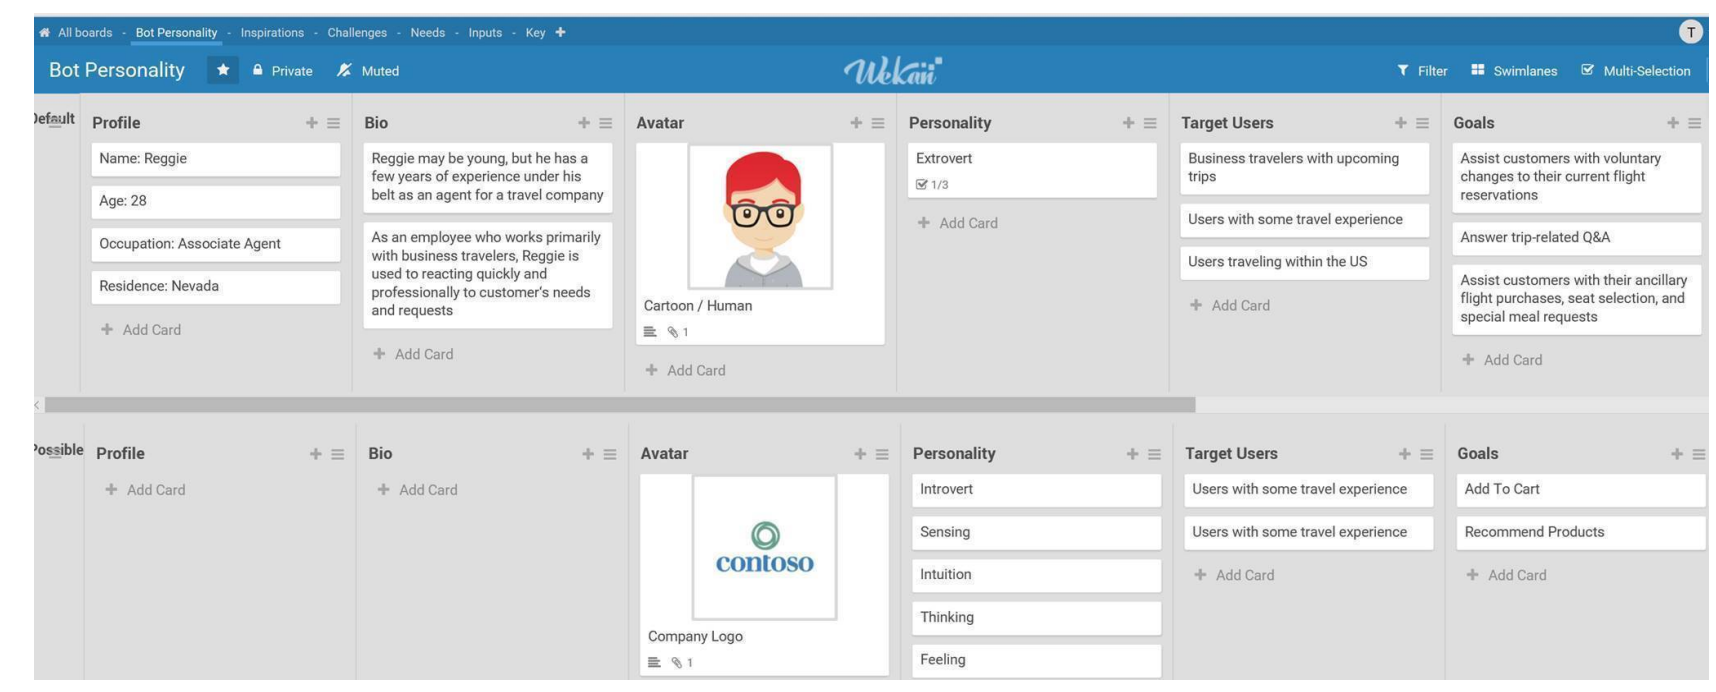 All boards - Bot Personality - Inspirations - Challenges - Needs - Inputs - Key
T
Bot Personality Private Muted
Wekan
Filter Swimlanes Multi-Selection
Default
Profile
Name: Reggie
Age: 28
Occupation: Associate Agent
Residence: Nevada
Add Card
Bio
Reggie may be young, but he has a
few years of experience under his
belt as an agent for a travel company
As an employee who works primarily
with business travelers, Reggie is
used to reacting quickly and
professionally to customer's needs
and requests
Add Card
Avatar
Cartoon / Human
1
Add Card
Personality
Extrovert
1/3
Add Card
Target Users
Business travelers with upcoming
trips
Users with some travel experience
Users traveling within the US
Add Card
Goals
Assist customers with voluntary
changes to their current flight
reservations
Answer trip-related Q&A
Assist customers with their ancillary
flight purchases, seat selection, and
special meal requests
Add Card
Possible
Profile
Add Card
Bio
Add Card
Avatar
contoso
Company Logo
1
Personality
Introvert
Sensing
Intuition
Thinking
Feeling
Target Users
Users with some travel experience
Users with some travel experience
Add Card
Goals
Add To Cart
Recommend Products
Add Card